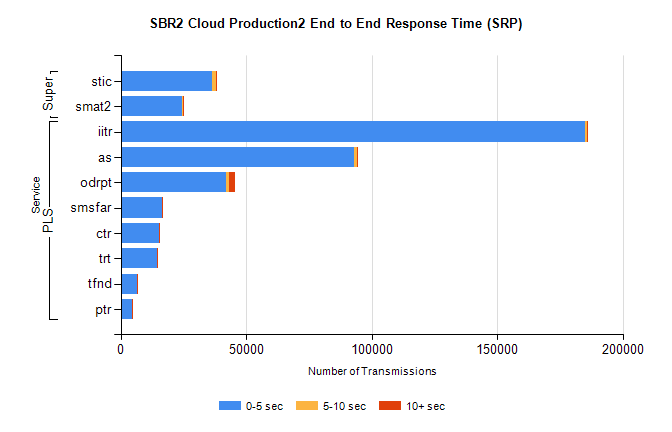 SBR2 Cloud Production2 End to End Response Time (SRP)
Super
stic
smat2
Service
PLS
iitr
as
odrpt
smsfar
ctr
trt
tfnd
ptr
0 50000 100000 150000 200000
Number of Transmissions
0-5 sec 5-10 sec 10+ sec